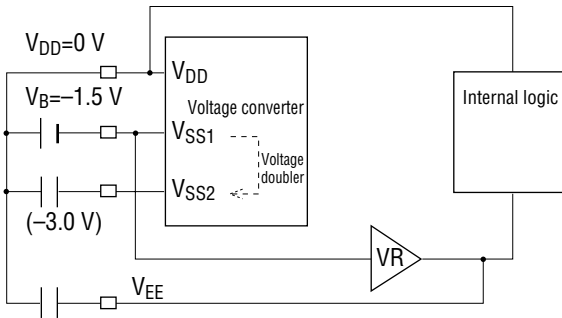 VDD=0 V
VDD
VB=–1.5 V
Voltage converter
Internal logic
VSS1
Voltage
doubler
VSS2
(–3.0 V)
VR
VEE